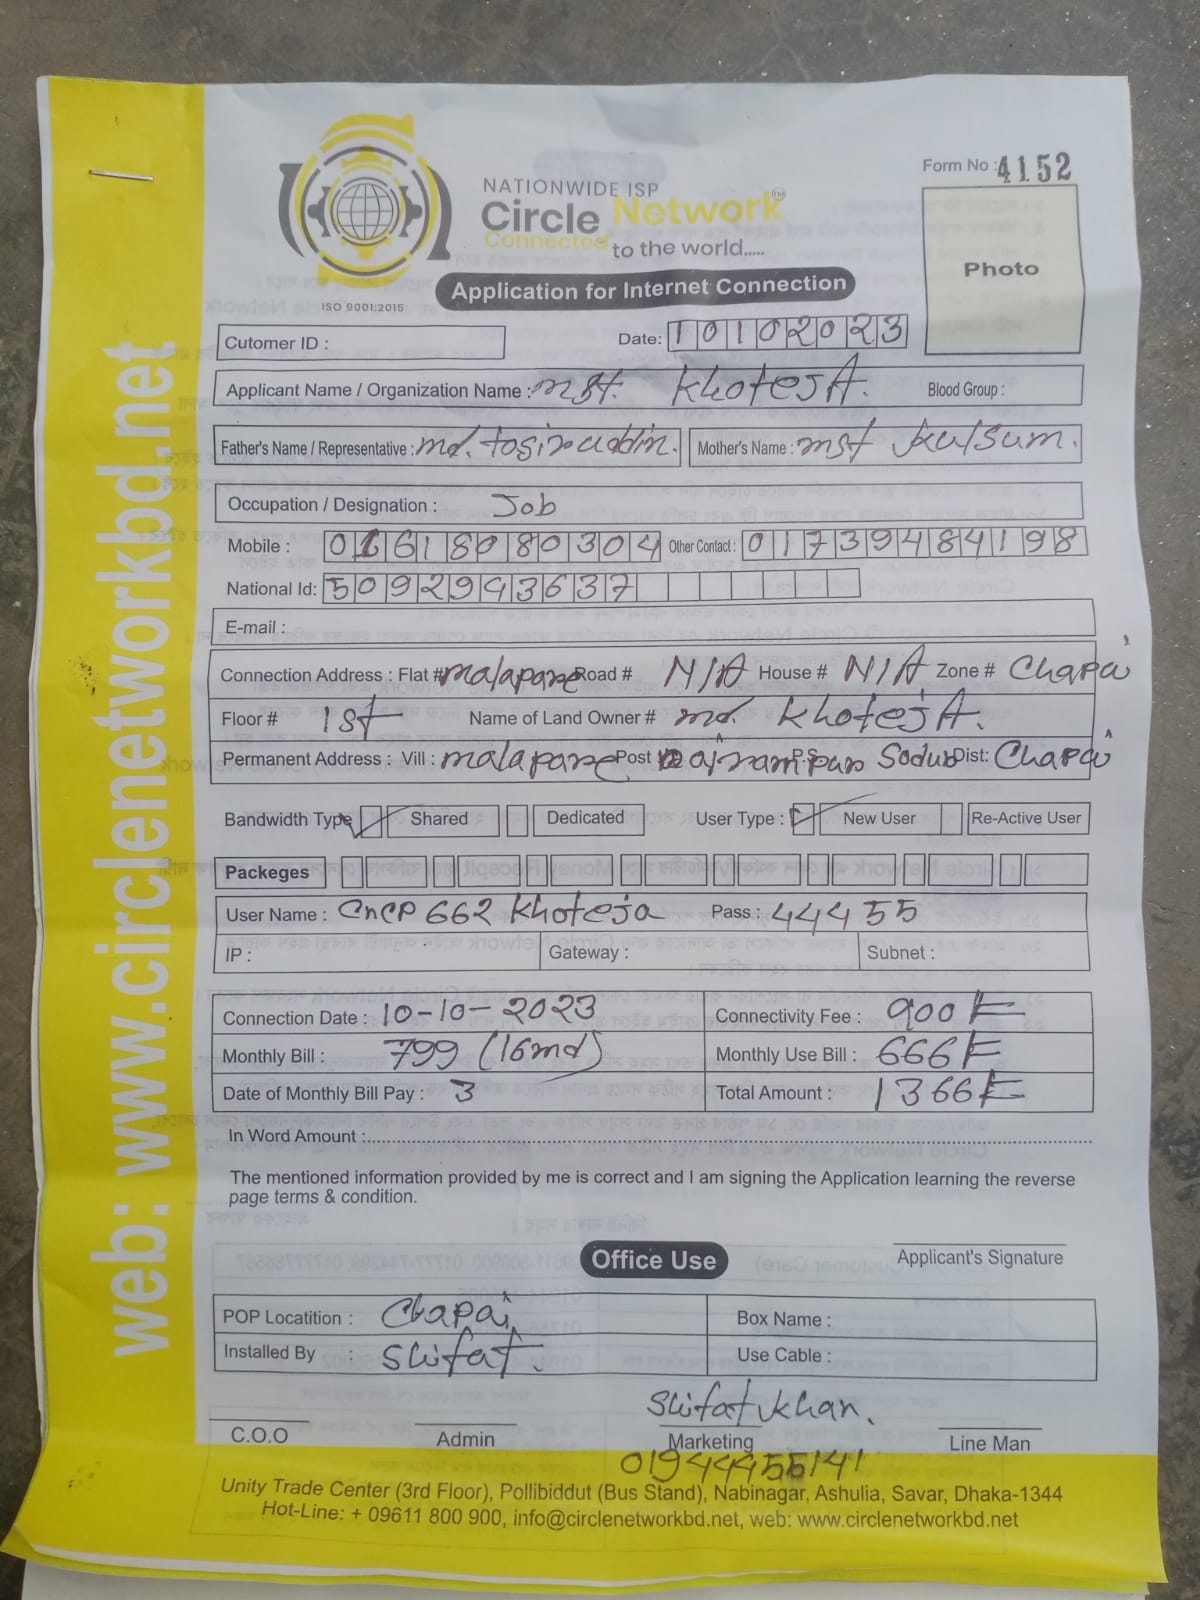 web: www.circlenetworkbd.net
Form No : 4152
NATIONWIDE ISP
Circle Network
Connected to the world.....
ISO 9001:2015
Application for Internet Connection
Photo
Cutomer ID :
Date: 10102023
Applicant Name / Organization Name : mst. KhotejA. Blood Group :
Father's Name / Representative : md. tosiruddin. Mother's Name : mst kulsum.
Occupation / Designation : Job
Mobile : 01618080304 Other Contact : 01739484198
National Id: 5092993637
E-mail :
Connection Address : Flat # malapare Road # N/A House # N/A Zone # Chapai
Floor # 1st Name of Land Owner # md. KhotejA.
Permanent Address : Vill : malapare Post Rajrampur P.S Sodur Dist: Chapai
Bandwidth Type Shared Dedicated User Type : New User Re-Active User
Packeges
User Name : CnCP 662 Khoteja Pass : 444455
IP : Gateway : Subnet :
Connection Date : 10-10-2023 Connectivity Fee : 900
Monthly Bill : 799 (16md) Monthly Use Bill : 666
Date of Monthly Bill Pay : 3 Total Amount : 1366
In Word Amount :
The mentioned information provided by me is correct and I am signing the Application learning the reverse
page terms & condition.
Applicant's Signature
Office Use
POP Locatition : Chapai Box Name :
Installed By : Shifat. Use Cable :
Shifat khan.
C.O.O Admin Marketing Line Man
01944455141
Unity Trade Center (3rd Floor), Pollibiddut (Bus Stand), Nabinagar, Ashulia, Savar, Dhaka-1344
Hot-Line: + 09611 800 900, info@circlenetworkbd.net, web: www.circlenetworkbd.net